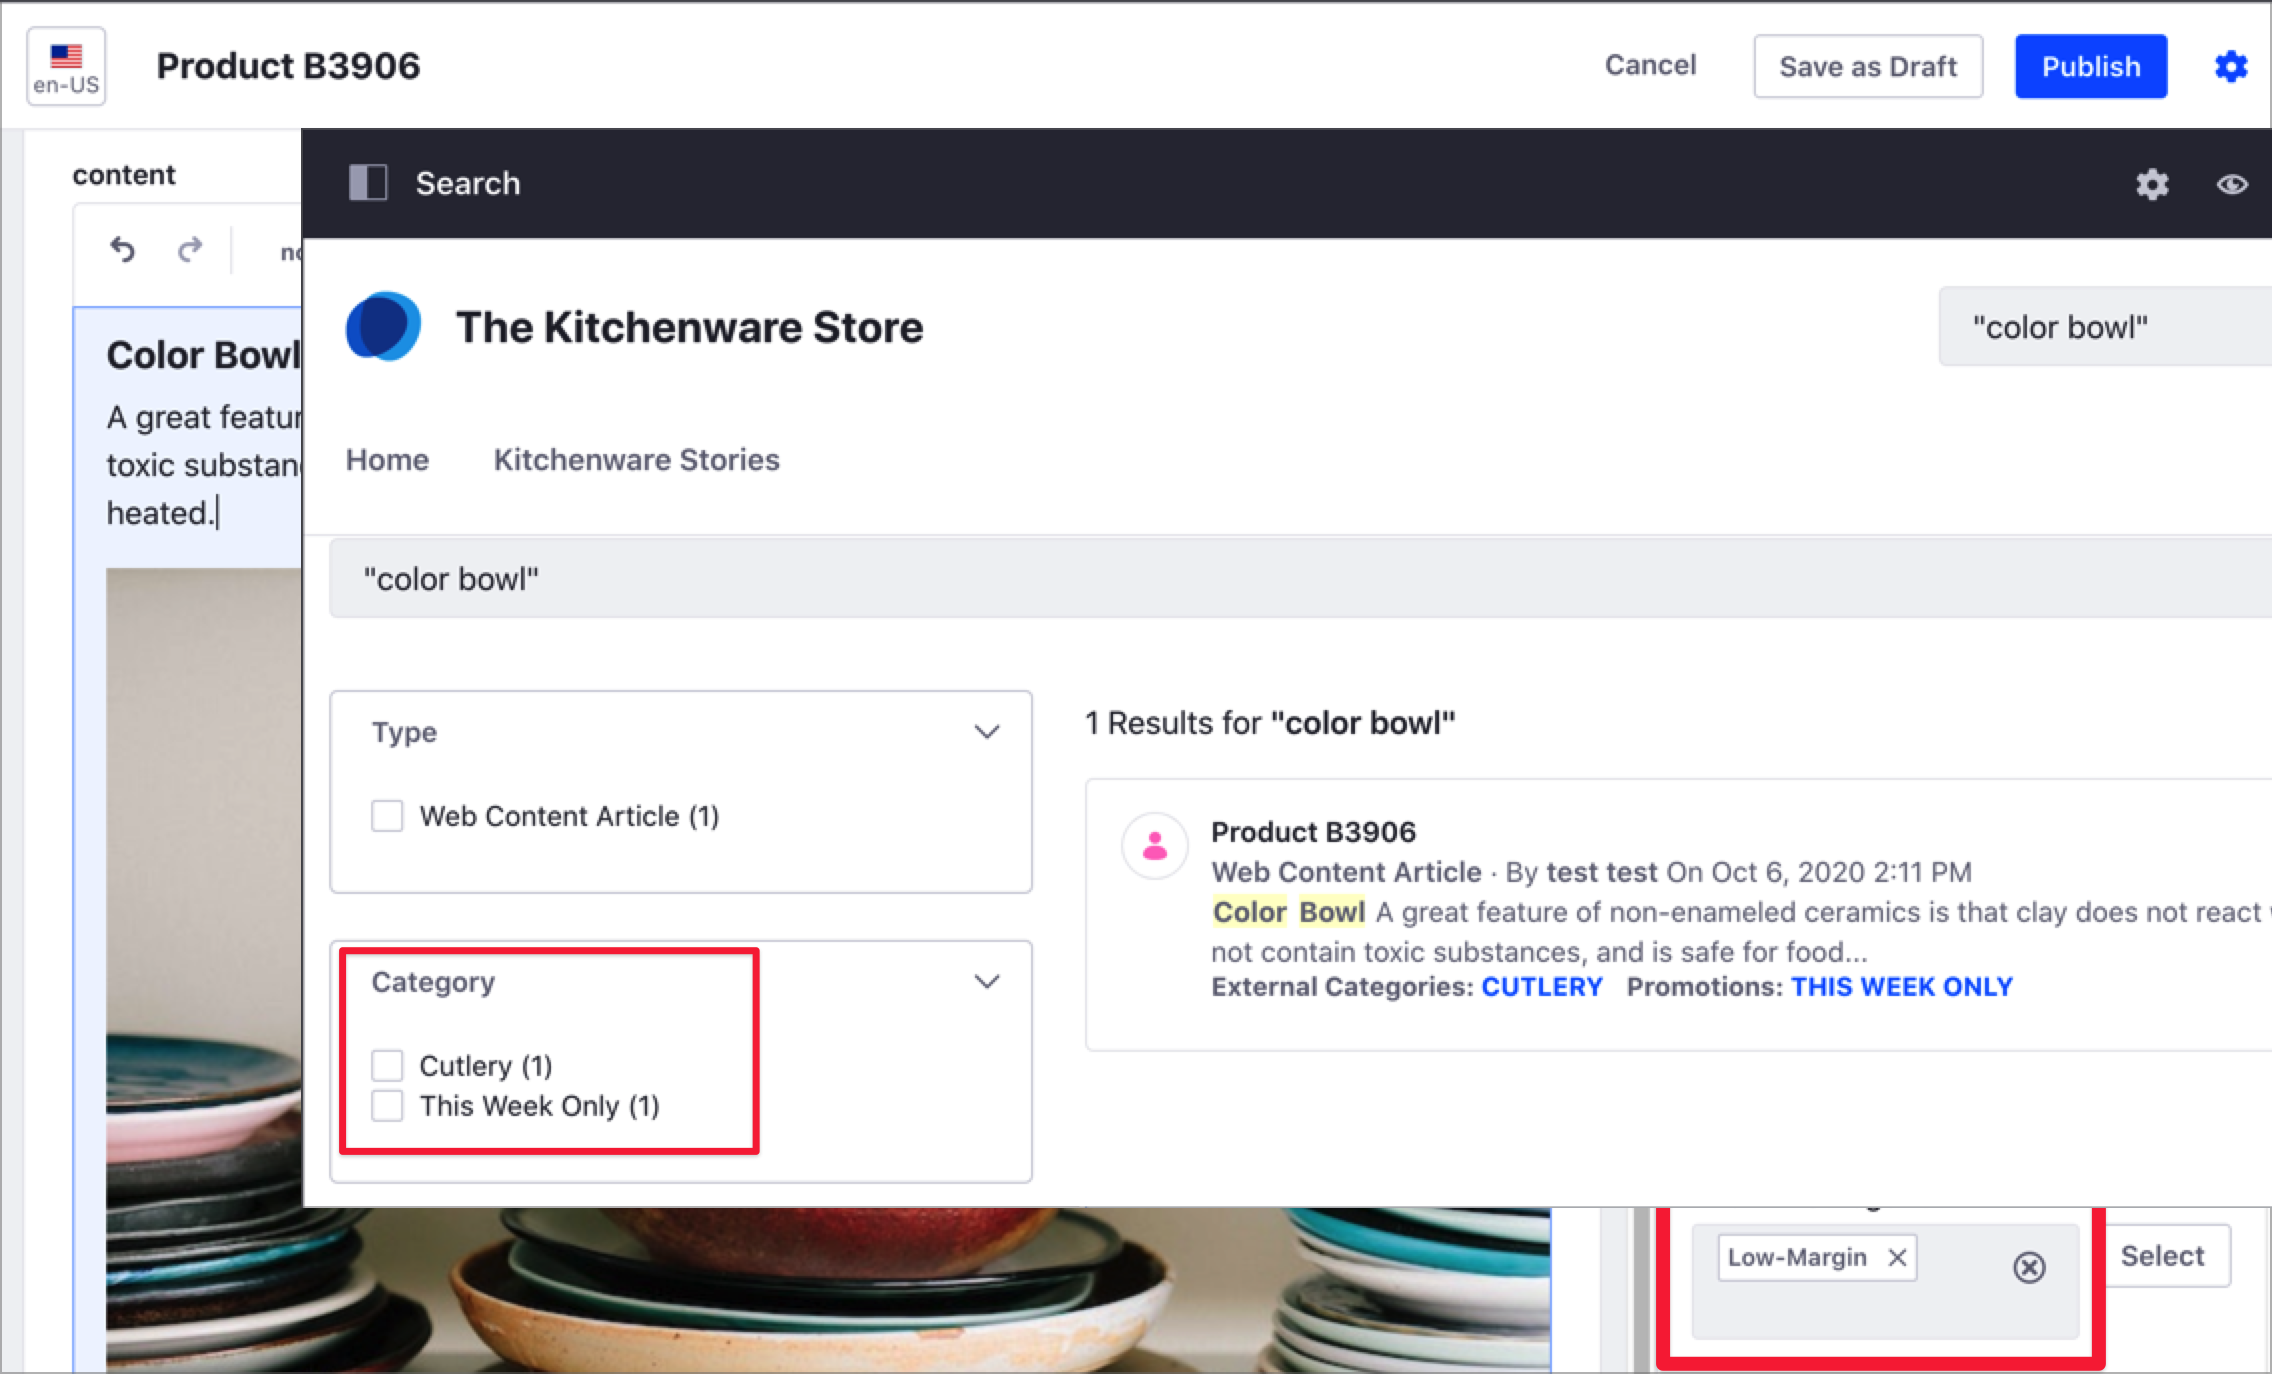 en-US
Product B3906
Cancel
Save as Draft
Publish
content
Color Bowl
A great
toxic
heated.
Search
The Kitchenware Store
"color bowl"
Home
Kitchenware Stories
"color bowl"
Type
Web Content Article (1)
Category
Cutlery (1)
This Week Only (1)
1 Results for "color bowl"
Product B3906
Web Content Article · By test test On Oct 6, 2020 2:11 PM
Color Bowl A great feature of non-enameled ceramics is that clay does not react
not contain toxic substances, and is safe for food...
External Categories: CUTLERY Promotions: THIS WEEK ONLY
Low-Margin
Select